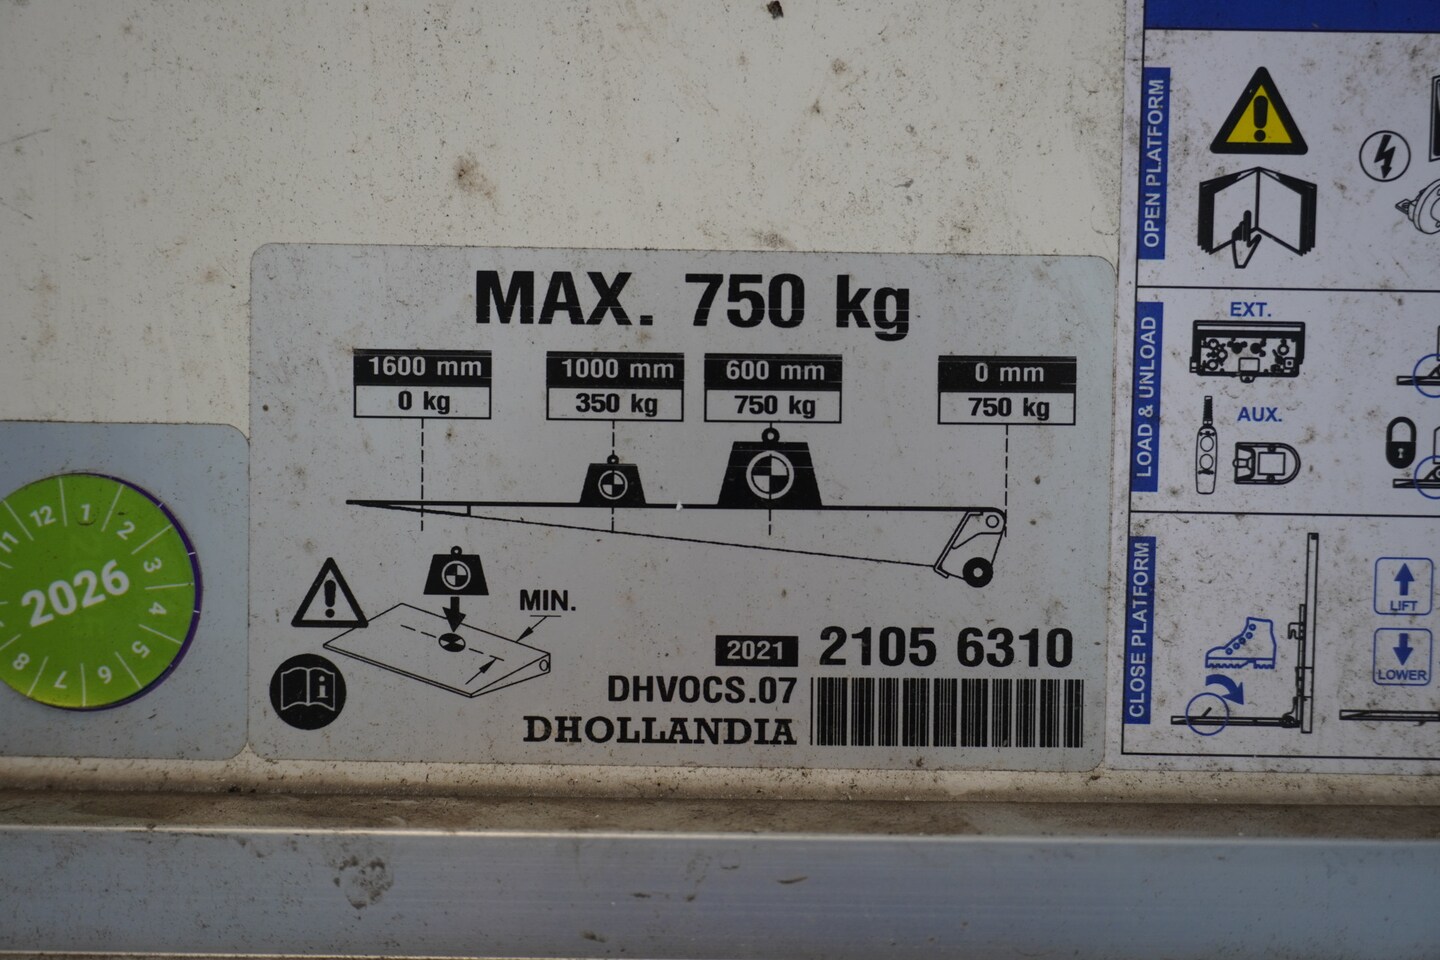 MAX. 750 kg
1600 mm
0 kg
1000 mm
350 kg
600 mm
750 kg
0 mm
750 kg
MIN.
2021
2105 6310
DHVOCS.07
DHOLLANDIA
2026
11
12
1
2
3
4
5
6
7
8
OPEN PLATFORM
LOAD & UNLOAD
EXT.
AUX.
CLOSE PLATFORM
LIFT
LOWER